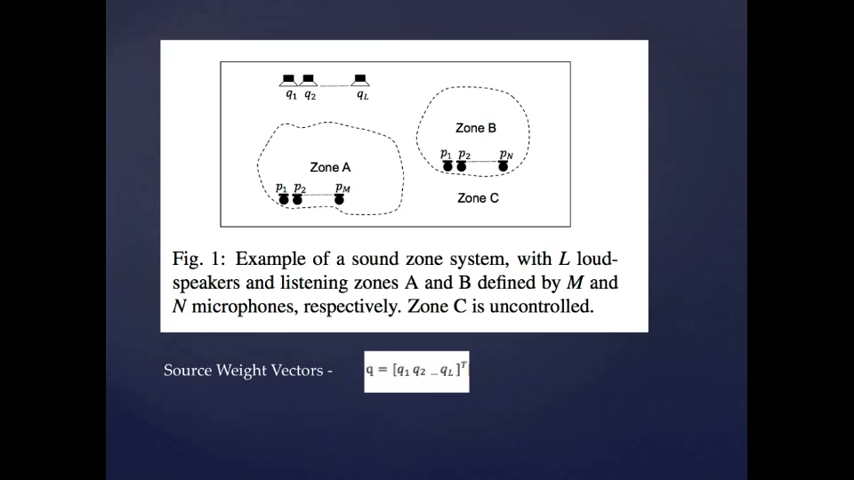 q1 q2 qL
Zone B
p1 p2 pN
Zone A
p1 p2 pM
Zone C
Fig. 1: Example of a sound zone system, with L loud-
speakers and listening zones A and B defined by M and
N microphones, respectively. Zone C is uncontrolled.
Source Weight Vectors - q = [q1 q2 ... qL]^T